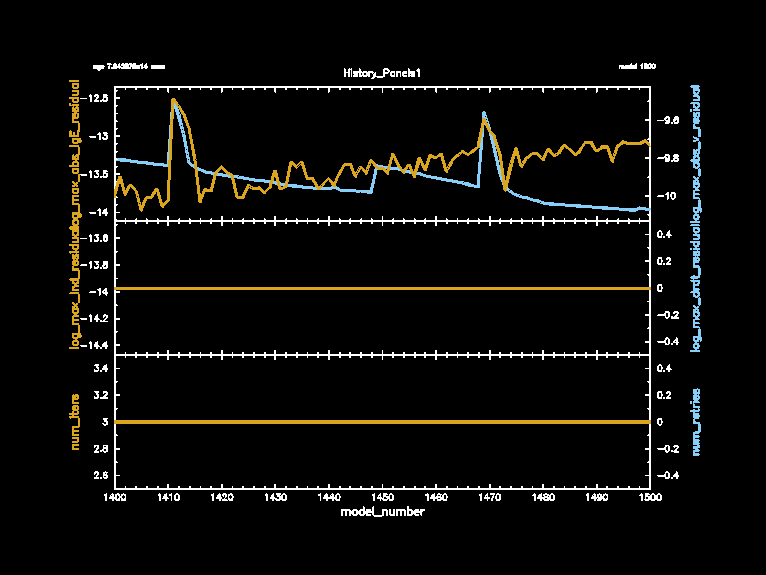 History_Panels1
model 1500
log_max_abs_lgE_residual
-12.5
-13
-13.5
-14
-9.6
-9.8
-10
log_max_abs_v_residual
log_max_lnd_residual
-13.6
-13.8
-14
-14.2
-14.4
0.4
0.2
0
-0.2
-0.4
log_max_drdt_residual
num_iters
3.4
3.2
3
2.8
2.6
0.4
0.2
0
-0.2
-0.4
num_retries
1400 1410 1420 1430 1440 1450 1460 1470 1480 1490 1500
model_number